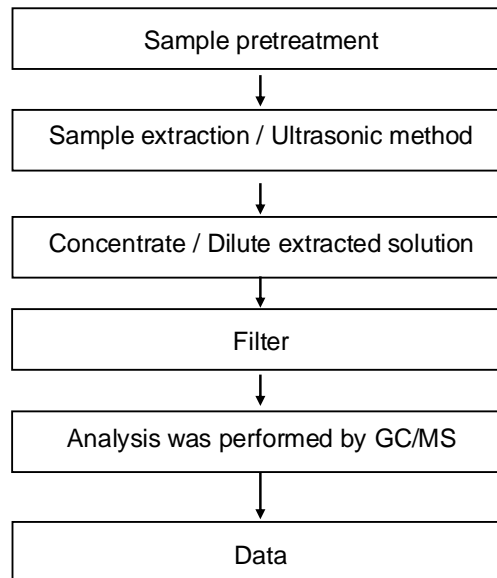 Sample pretreatment
Sample extraction / Ultrasonic method
Concentrate / Dilute extracted solution
Filter
Analysis was performed by GC/MS
Data